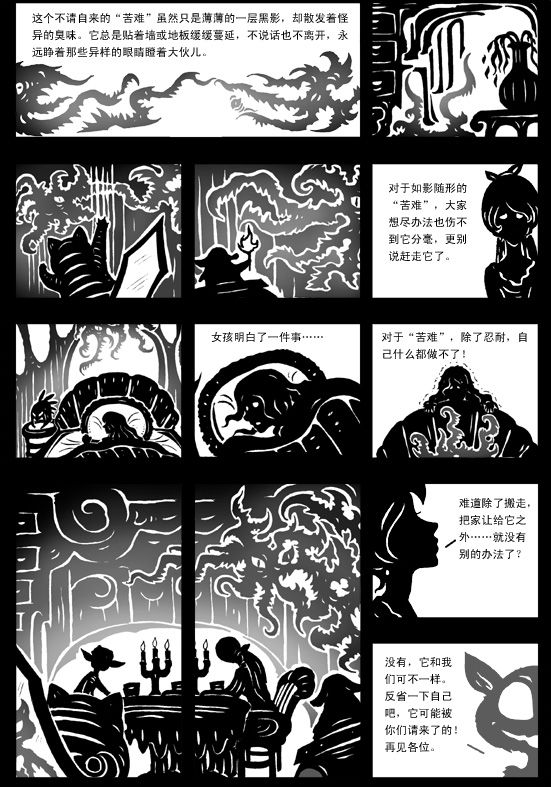 这个不请自来的“苦难”虽然只是薄薄的一层黑影，却散发着怪
异的臭味。它总是贴着墙或地板缓缓蔓延，不说话也不离开，永
远睁着那些异样的眼睛瞪着大伙儿。
对于如影随形的
“苦难”，大家
想尽办法也伤不
到它分毫，更别
说赶走它了。
女孩明白了一件事……
对于“苦难”，除了忍耐，自
己什么都做不了！
难道除了搬走，
把家让给它之
外……就没有
别的办法了？
没有，它和我
们可不一样。
反省一下自己
吧，它可能被
你们请来了的！
再见各位。